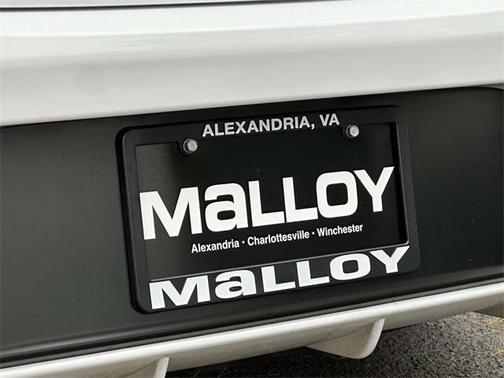 ALEXANDRIA, VA
MaLLOY
Alexandria • Charlottesville • Winchester
MaLLOY